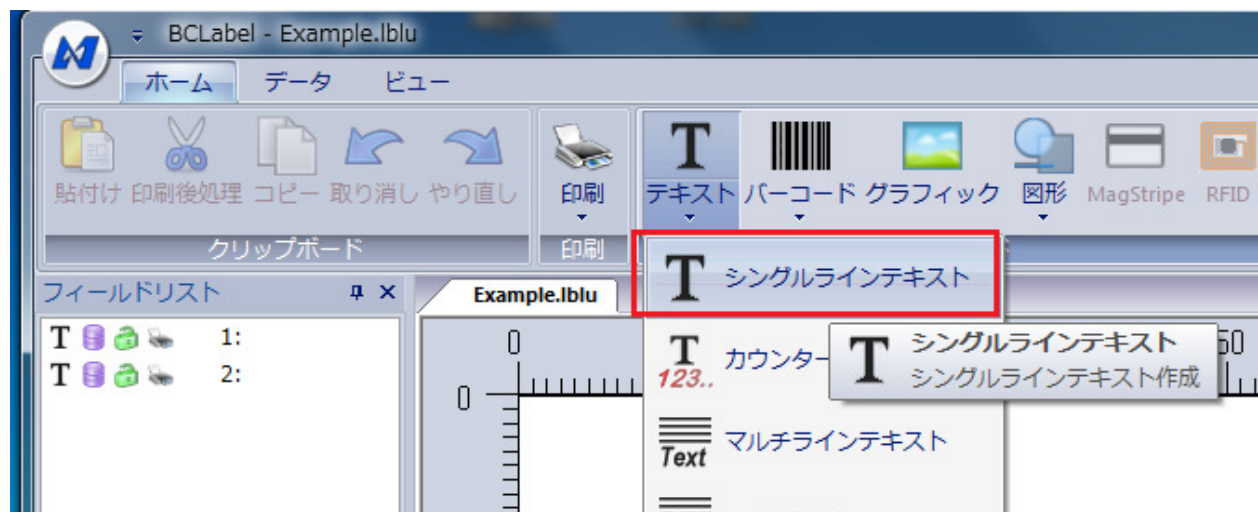 BCLabel - Example.lblu
ホーム データ ビュー
貼付け 印刷後処理 コピー 取り消し やり直し 印刷 テキスト バーコード グラフィック 図形 MagStripe RFID
クリップボード 印刷
フィールドリスト
Example.lblu
T 1:
T 2:
0
50
0
T シングルラインテキスト
T シングルラインテキスト
シングルラインテキスト作成
T 123.. カウンター
Text マルチラインテキスト